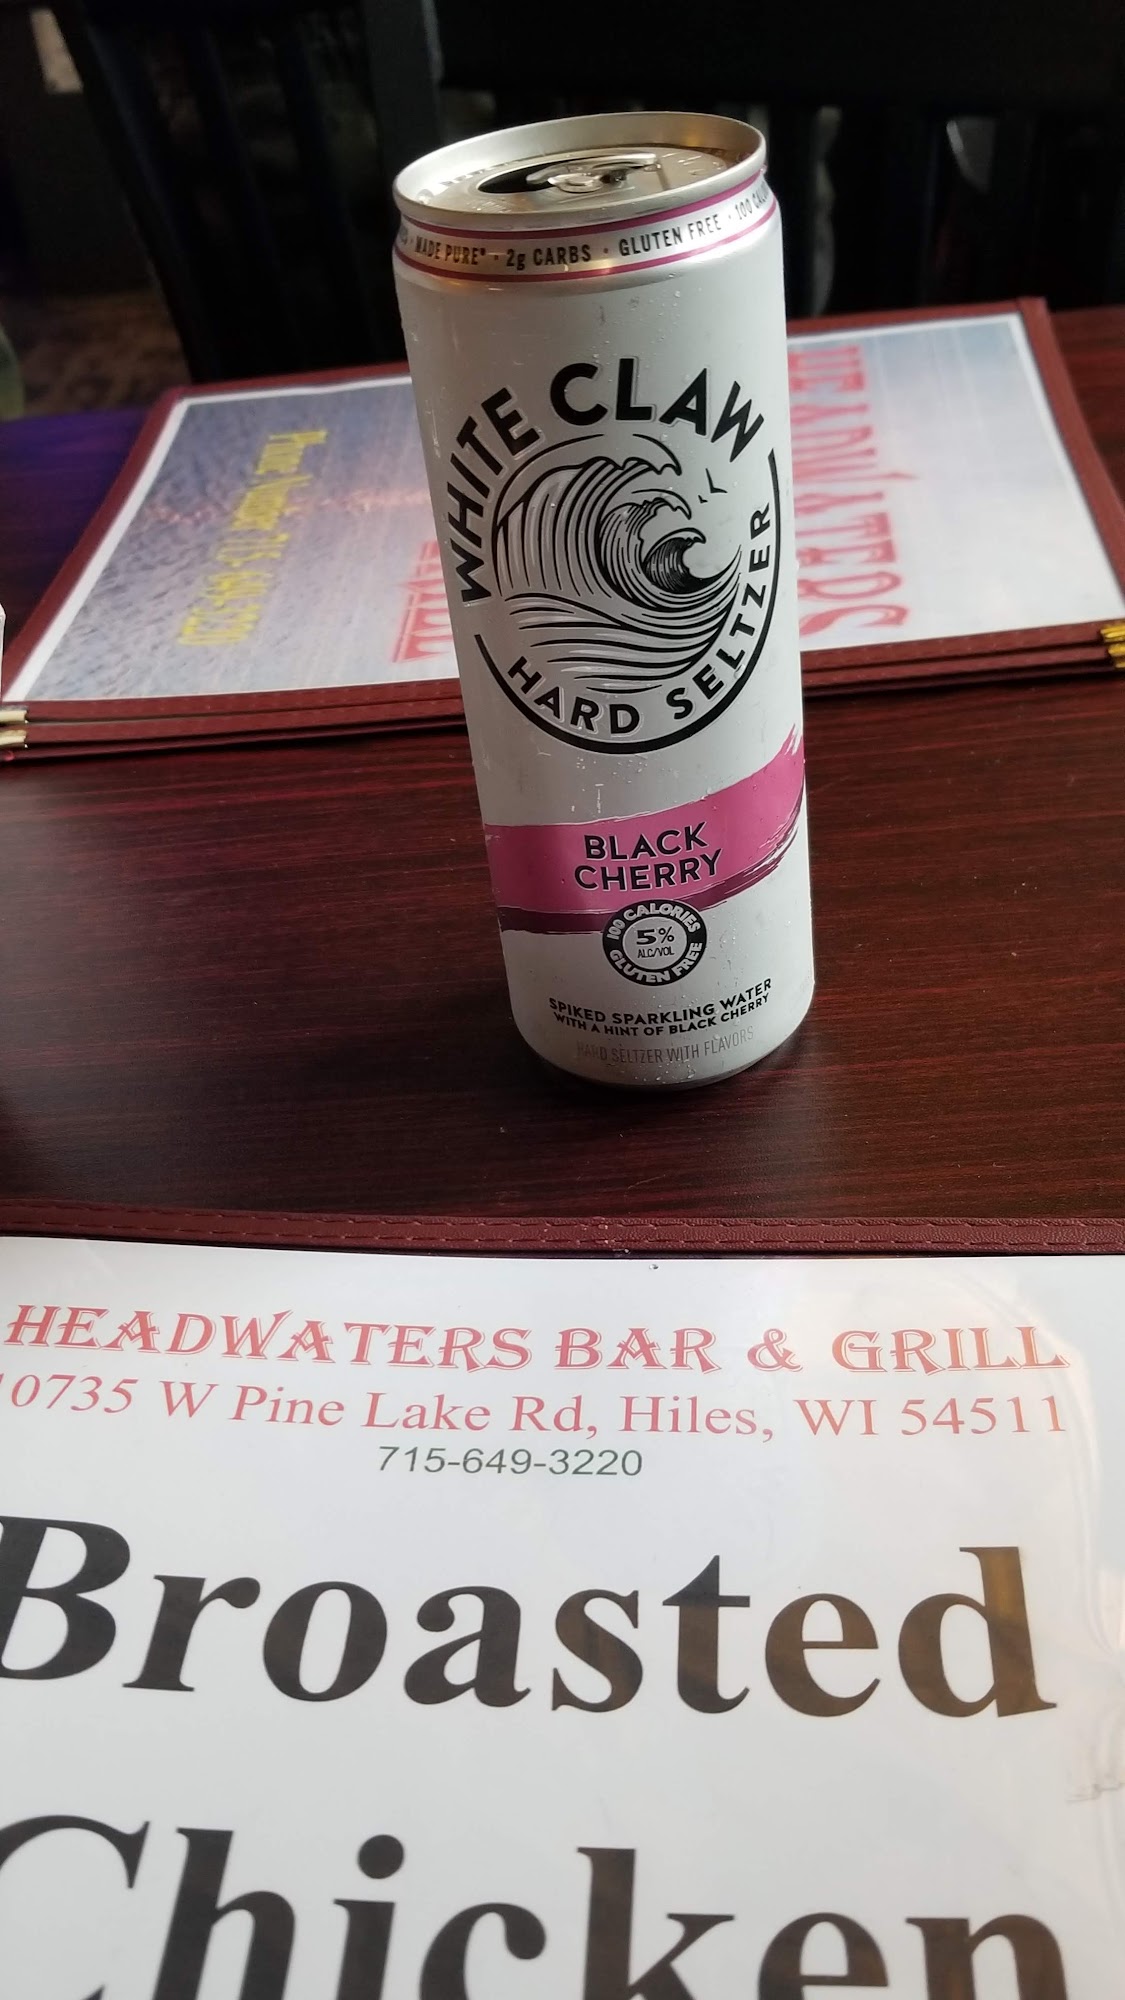 MADE PURE® · 2g CARBS · GLUTEN FREE · 100
WHITE CLAW
HARD SELTZER
BLACK
CHERRY
100 CALORIES
5%
ALC/VOL
GLUTEN FREE
SPIKED SPARKLING WATER
WITH A HINT OF BLACK CHERRY
HARD SELTZER WITH FLAVORS
HEADWATERS
HEADWATERS BAR & GRILL
0735 W Pine Lake Rd, Hiles, WI 54511
715-649-3220
Broasted
Chicken